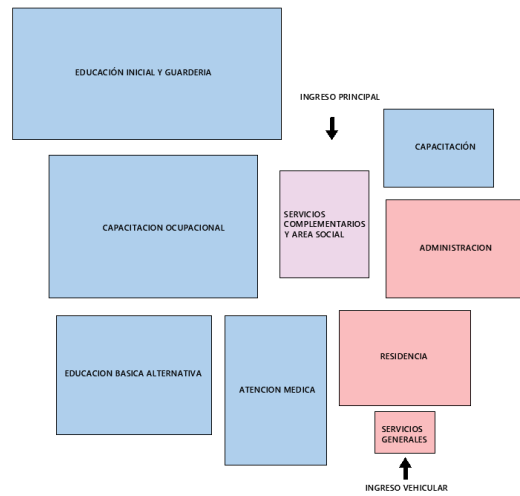 EDUCACIÓN INICIAL Y GUARDERIA
INGRESO PRINCIPAL
CAPACITACIÓN
CAPACITACION OCUPACIONAL
SERVICIOS
COMPLEMENTARIOS
Y AREA SOCIAL
ADMINISTRACION
EDUCACION BASICA ALTERNATIVA
ATENCION MEDICA
RESIDENCIA
SERVICIOS
GENERALES
INGRESO VEHICULAR